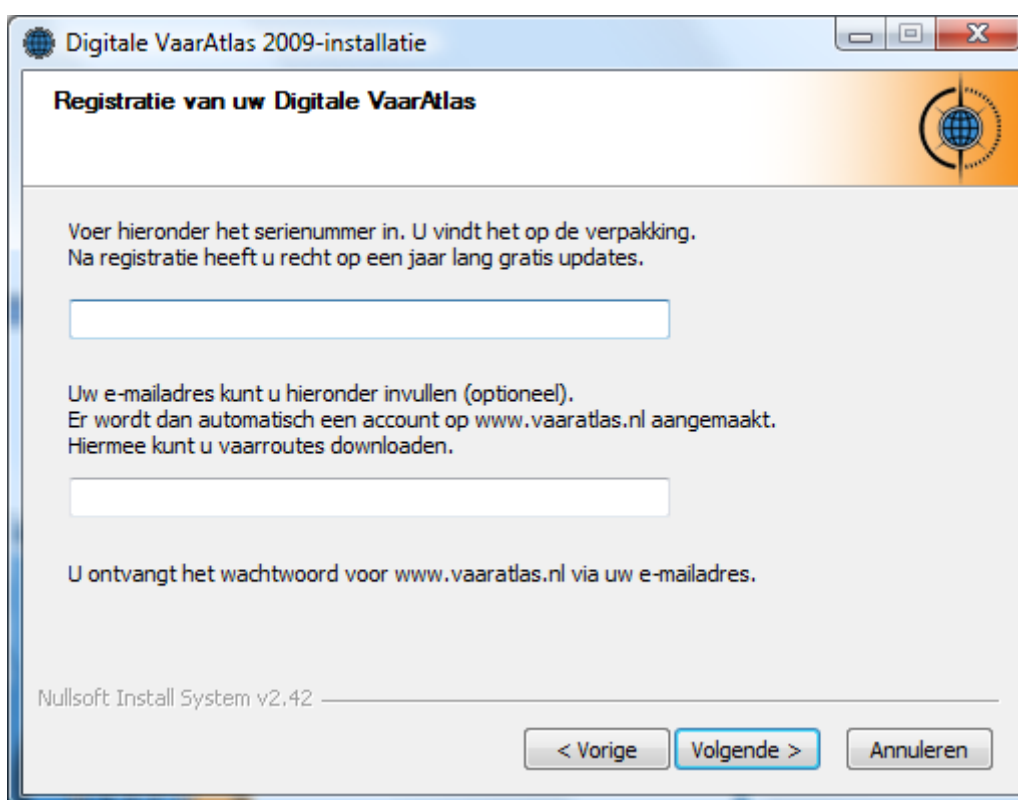 Digitale VaarAtlas 2009-installatie
Registratie van uw Digitale VaarAtlas
Voer hieronder het serienummer in. U vindt het op de verpakking.
Na registratie heeft u recht op een jaar lang gratis updates.
Uw e-mailadres kunt u hieronder invullen (optioneel).
Er wordt dan automatisch een account op www.vaaratlas.nl aangemaakt.
Hiermee kunt u vaarroutes downloaden.
U ontvangt het wachtwoord voor www.vaaratlas.nl via uw e-mailadres.
Nullsoft Install System v2.42
< Vorige
Volgende >
Annuleren